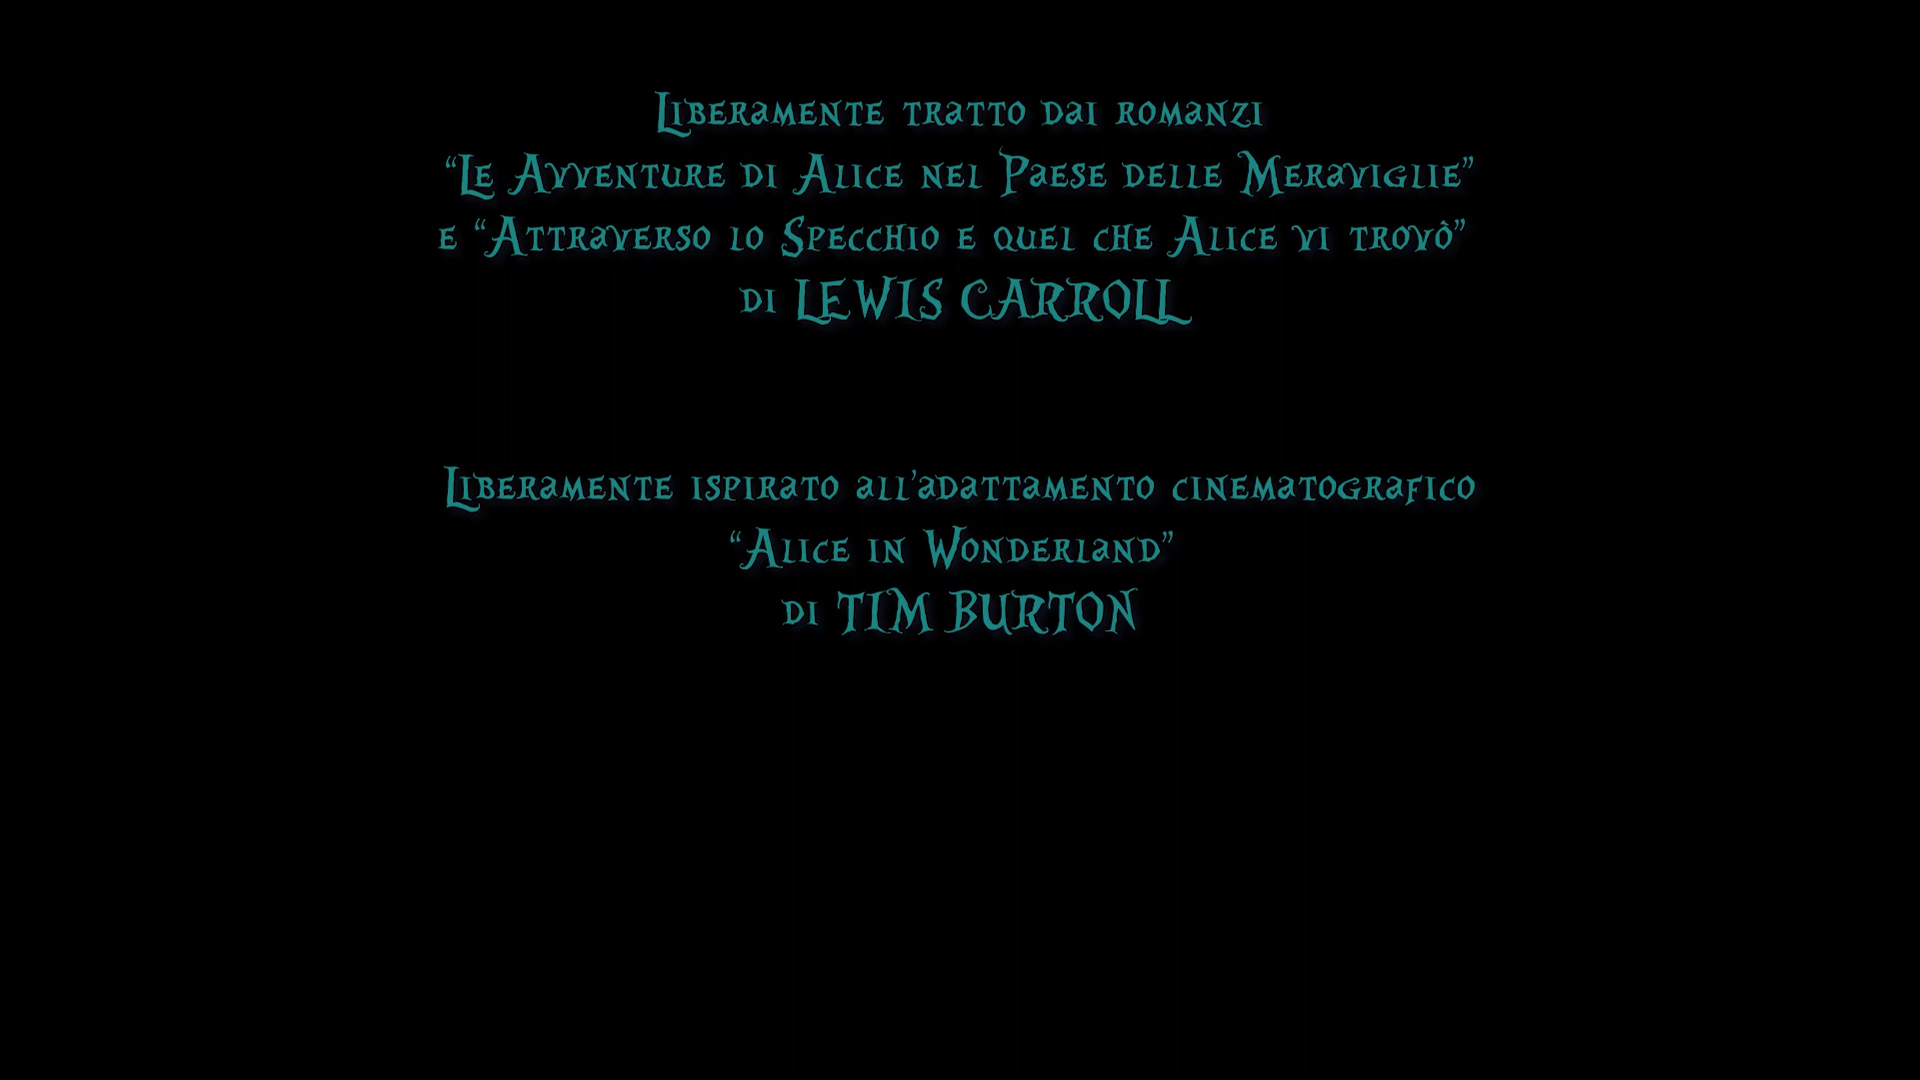 Liberamente tratto dai romanzi
“Le Avventure di Alice nel Paese delle Meraviglie”
e “Attraverso lo Specchio e quel che Alice vi trovò”
di LEWIS CARROLL
Liberamente ispirato all’adattamento cinematografico
“Alice in Wonderland”
di TIM BURTON